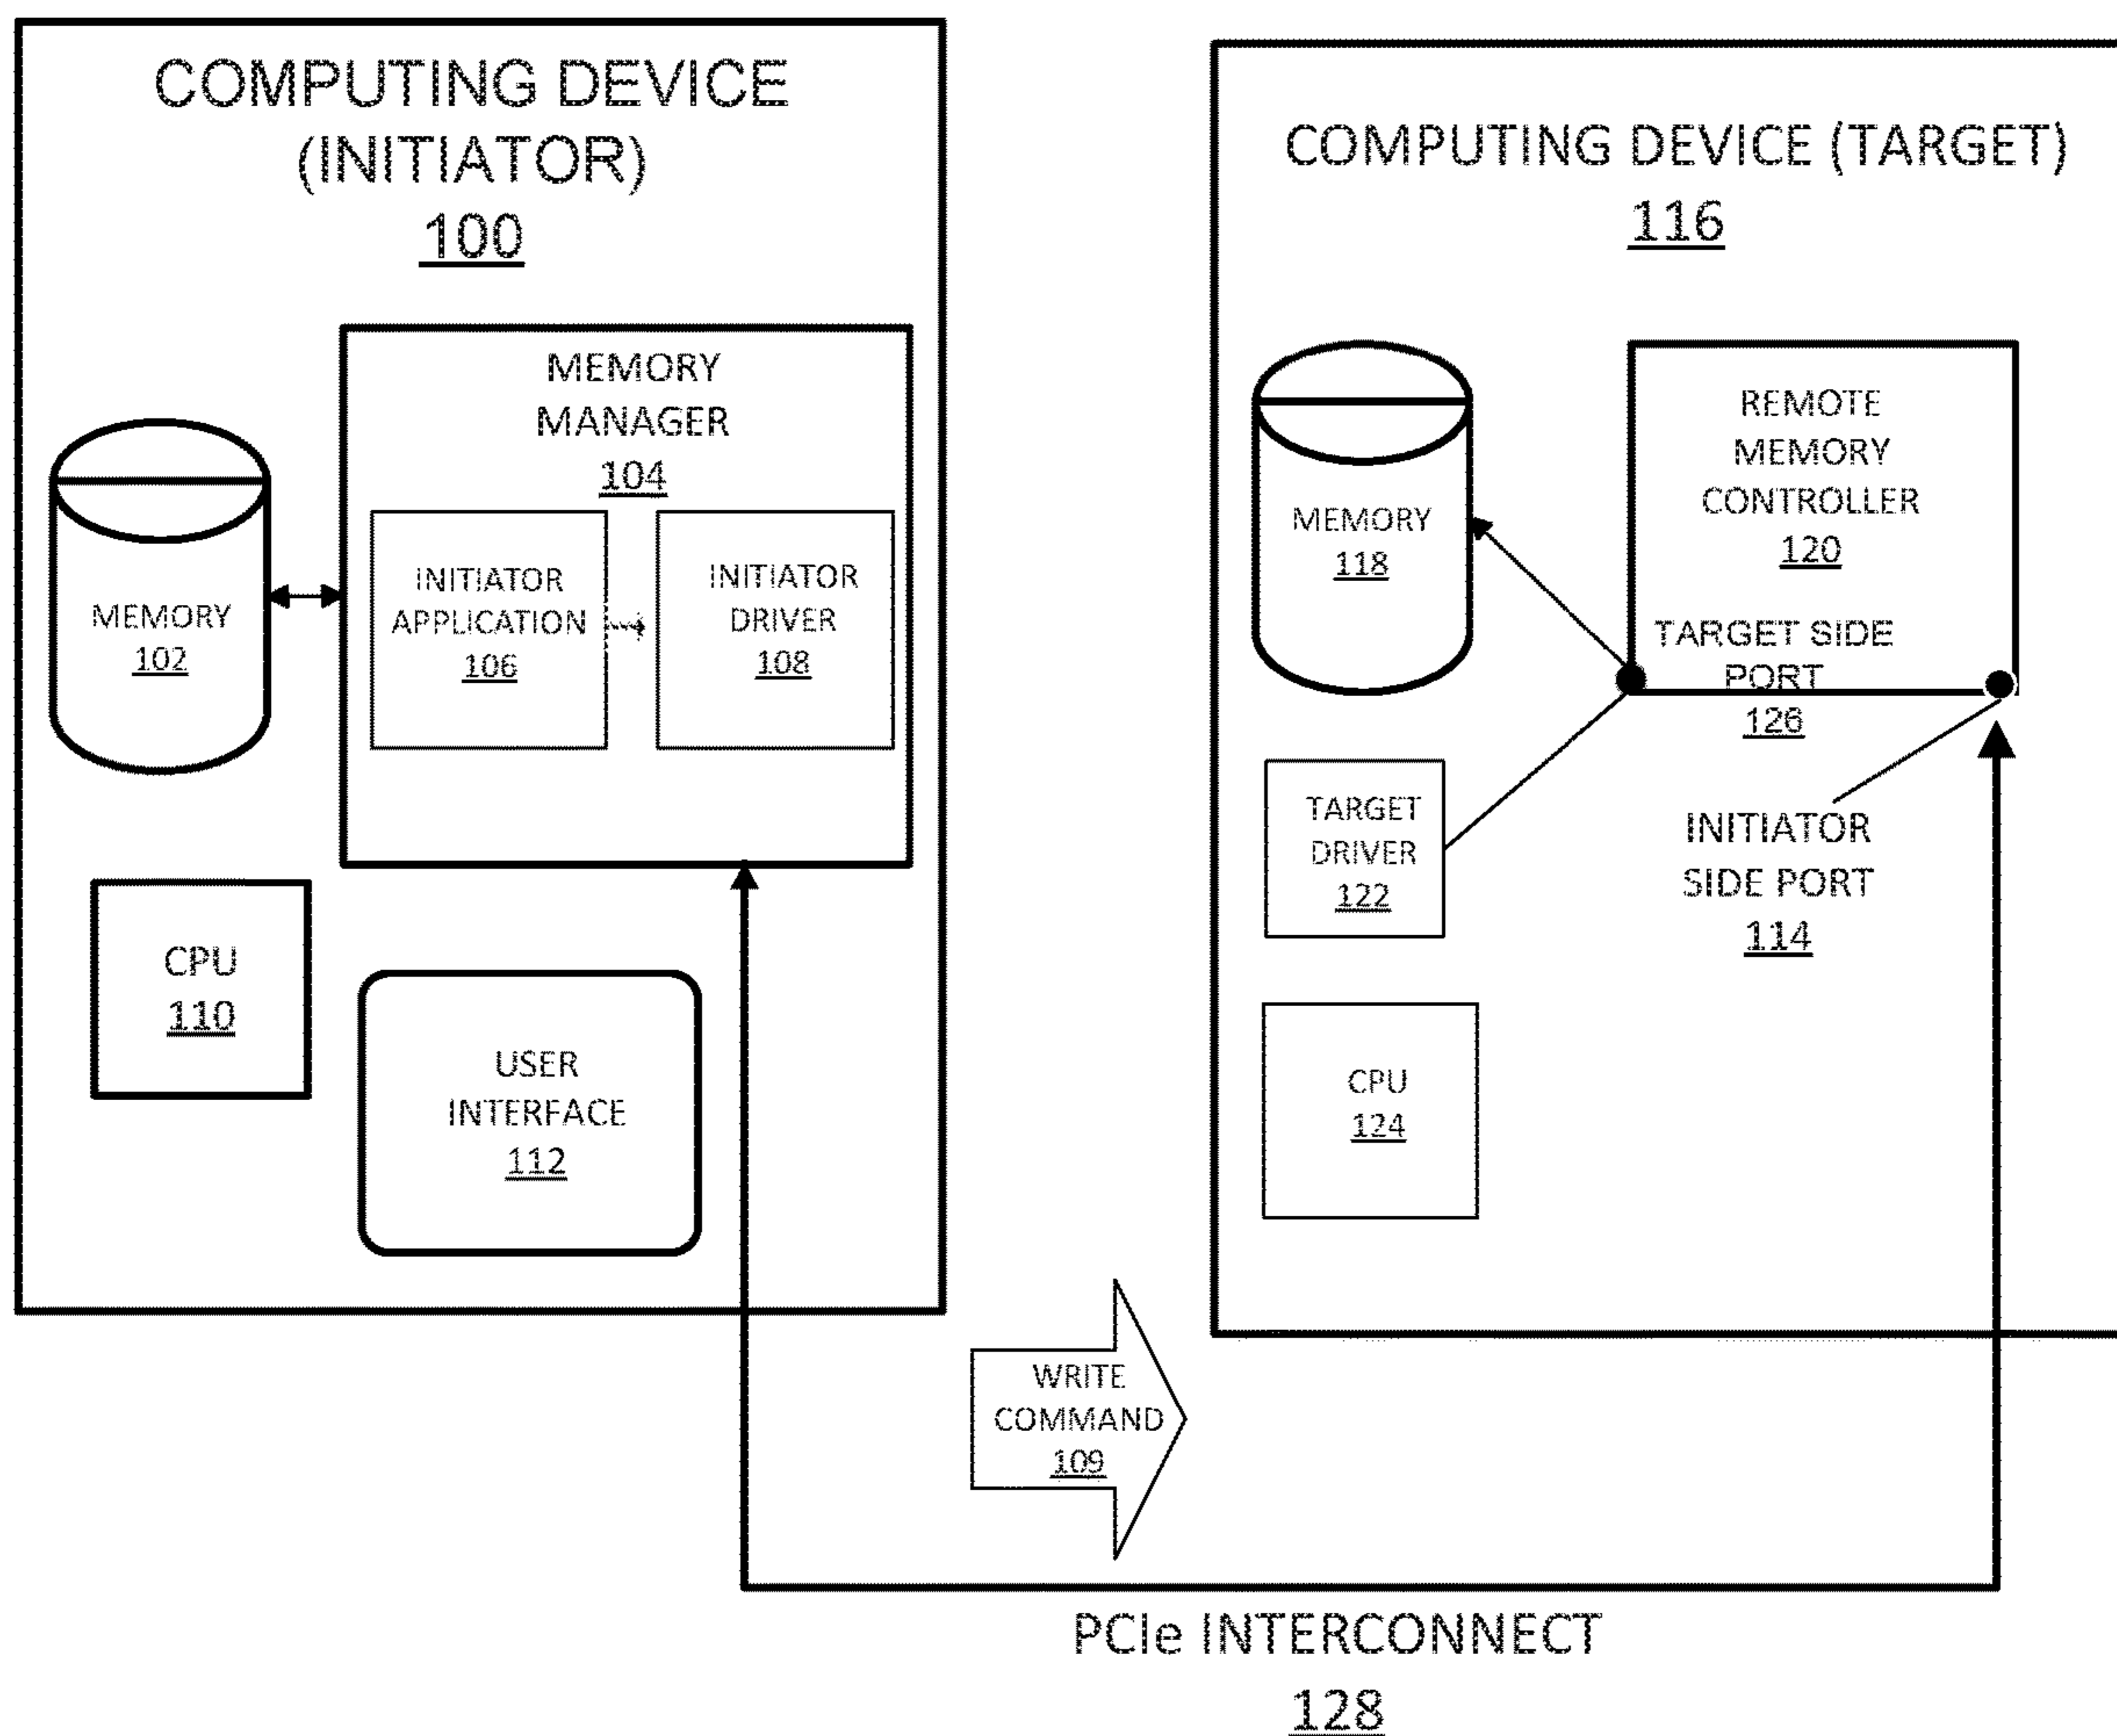 COMPUTING DEVICE
(INITIATOR)
100
MEMORY
MANAGER
104
MEMORY
102
INITIATOR
APPLICATION
106
INITIATOR
DRIVER
108
CPU
110
USER
INTERFACE
112
COMPUTING DEVICE (TARGET)
116
MEMORY
118
REMOTE
MEMORY
CONTROLLER
120
TARGET SIDE
PORT
126
TARGET
DRIVER
122
INITIATOR
SIDE PORT
114
CPU
124
WRITE
COMMAND
109
PCIe INTERCONNECT
128